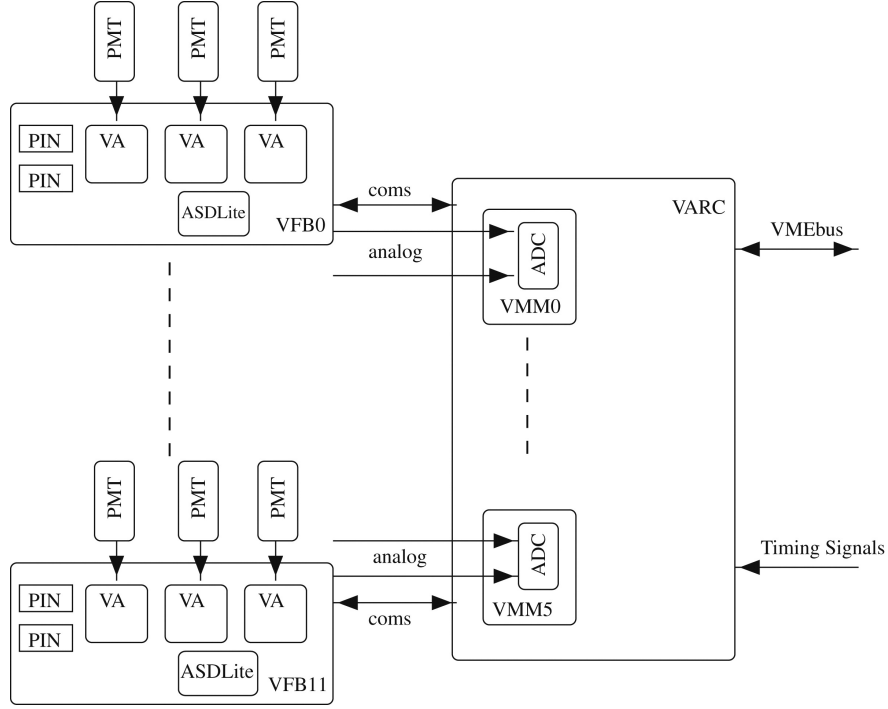 PMT PMT PMT
PIN VA VA VA
PIN
ASDLite
VFB0
coms
analog
VARC
ADC
VMM0
VMEbus
PMT PMT PMT
analog
coms
ADC
VMM5
Timing Signals
PIN VA VA VA
PIN
ASDLite
VFB11